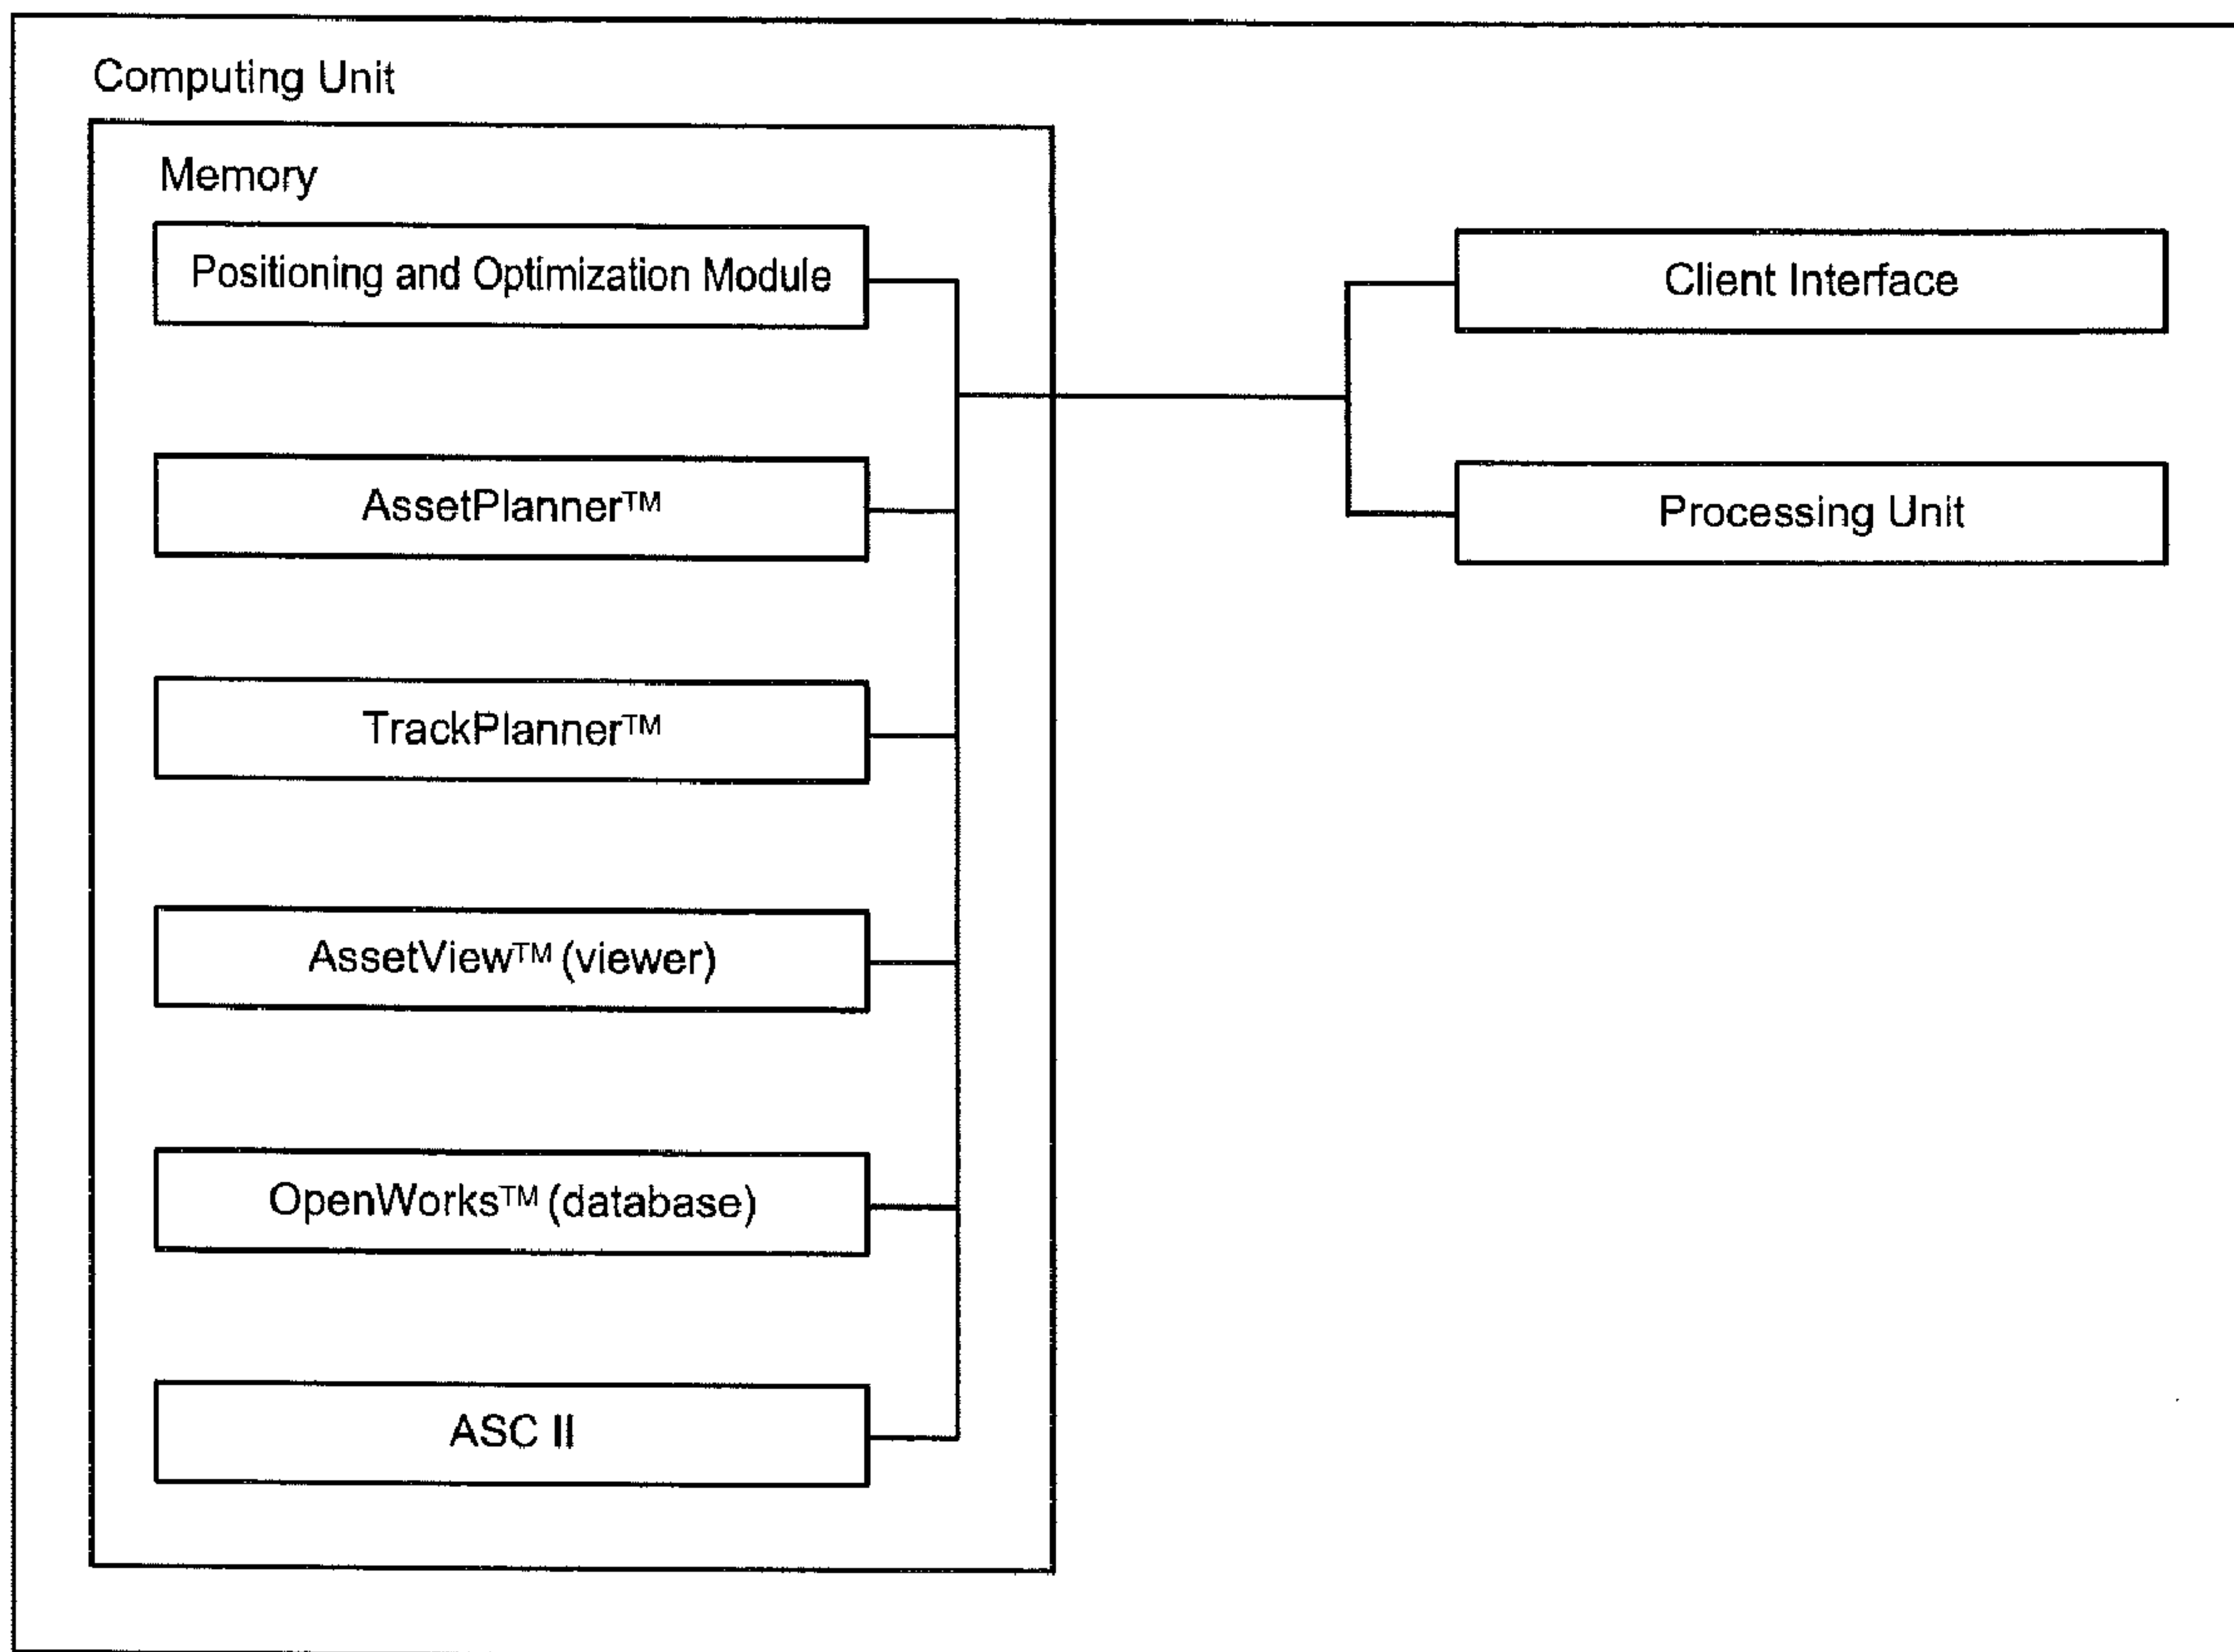 Computing Unit
Memory
Positioning and Optimization Module
AssetPlanner™
TrackPlanner™
AssetView™ (viewer)
OpenWorks™ (database)
ASC II
Client Interface
Processing Unit